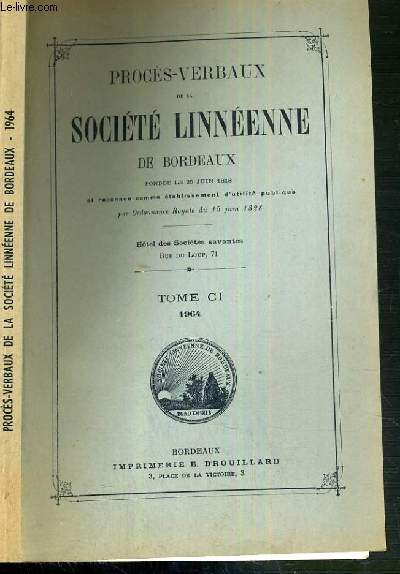 Le-livre.com
PROCÈS-VERBAUX DE LA SOCIÉTÉ LINNÉENNE DE BORDEAUX - 1964
PROCÈS-VERBAUX
DE LA
SOCIÉTÉ LINNÉENNE
DE BORDEAUX
FONDÉE LE 25 JUIN 1818
et reconnue comme établissement d'utilité publique
par Ordonnance Royale du 15 juin 1828
Hôtel des Sociétés savantes
RUE DU LOUP, 71
TOME CI
1964
LINNÉENNE DE BORDEAUX
BORDEAUX
IMPRIMERIE E. DROUILLARD
3, PLACE DE LA VICTOIRE, 3